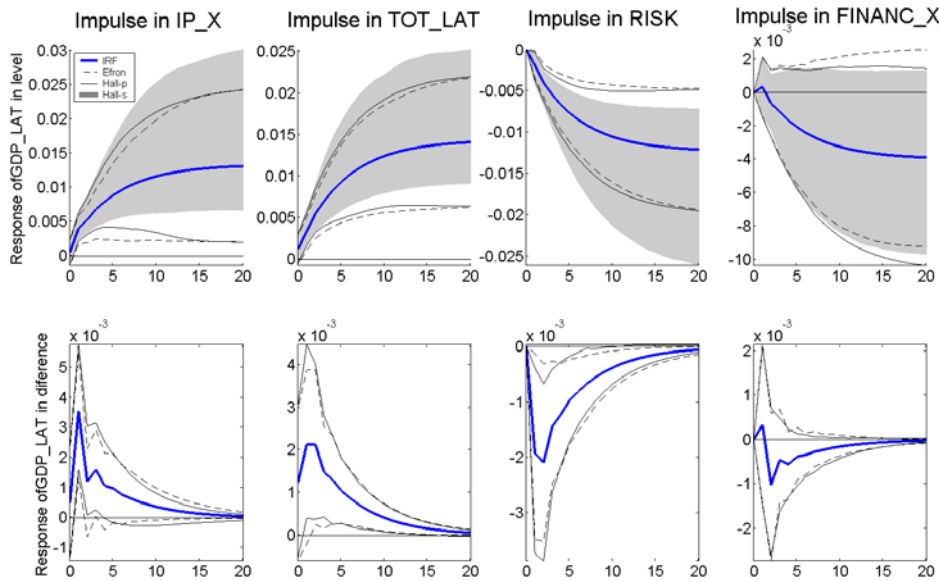 Impulse in IP_X
Impulse in TOT_LAT
Impulse in RISK
Impulse in FINANC_X
Response ofGDP_LAT in level
0.03
0.025
0.02
0.015
0.01
0.005
0
IRF
Efron
Hall-p
Hall-s
0 5 10 15 20
0.025
0.02
0.015
0.01
0.005
0
0 5 10 15 20
0
-0.005
-0.01
-0.015
-0.02
-0.025
0 5 10 15 20
x 10⁻³
2
0
-2
-4
-6
-8
-10
0 5 10 15 20
Response ofGDP_LAT in diference
x 10⁻³
5
4
3
2
1
0
-1
0 5 10 15 20
x 10⁻³
4
3
2
1
0
0 5 10 15 20
x 10⁻³
0
-1
-2
-3
0 5 10 15 20
x 10⁻³
2
1
0
-1
-2
0 5 10 15 20